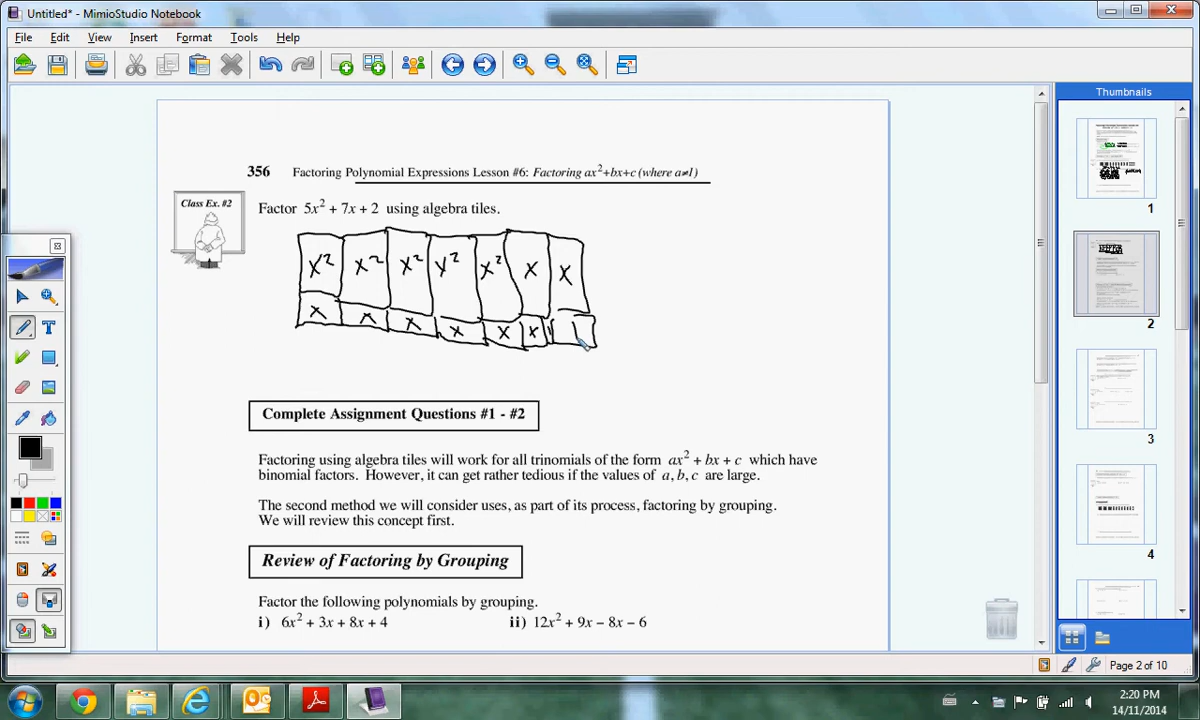 Untitled* - MimioStudio Notebook
File Edit View Insert Format Tools Help
Thumbnails
356 Factoring Polynomial Expressions Lesson #6: Factoring ax²+bx+c (where a≠1)
Class Ex. #2
Factor 5x² + 7x + 2 using algebra tiles.
x² x² x² x² x² x x
x x x x x x 1
Complete Assignment Questions #1 - #2
Factoring using algebra tiles will work for all trinomials of the form ax² + bx + c which have
binomial factors. However, it can get rather tedious if the values of a, b, c are large.
The second method we will consider uses, as part of its process, factoring by grouping.
We will review this concept first.
Review of Factoring by Grouping
Factor the following polynomials by grouping.
i) 6x² + 3x + 8x + 4 ii) 12x² + 9x − 8x − 6
1
2
3
4
Page 2 of 10
2:20 PM
14/11/2014